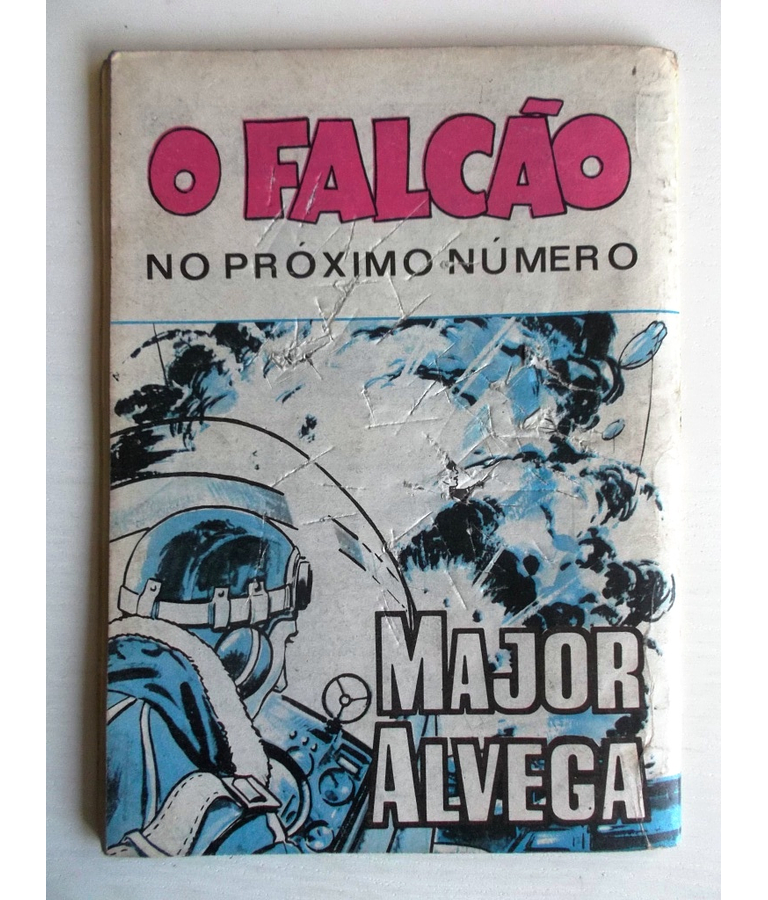 O FALCÃO
NO PRÓXIMO NÚMERO
MAJOR
ALVEGA